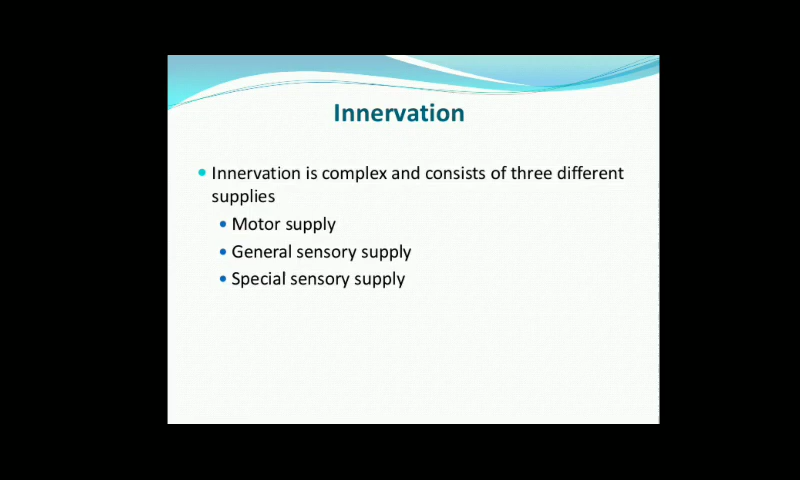 Innervation
• Innervation is complex and consists of three different
supplies
• Motor supply
• General sensory supply
• Special sensory supply